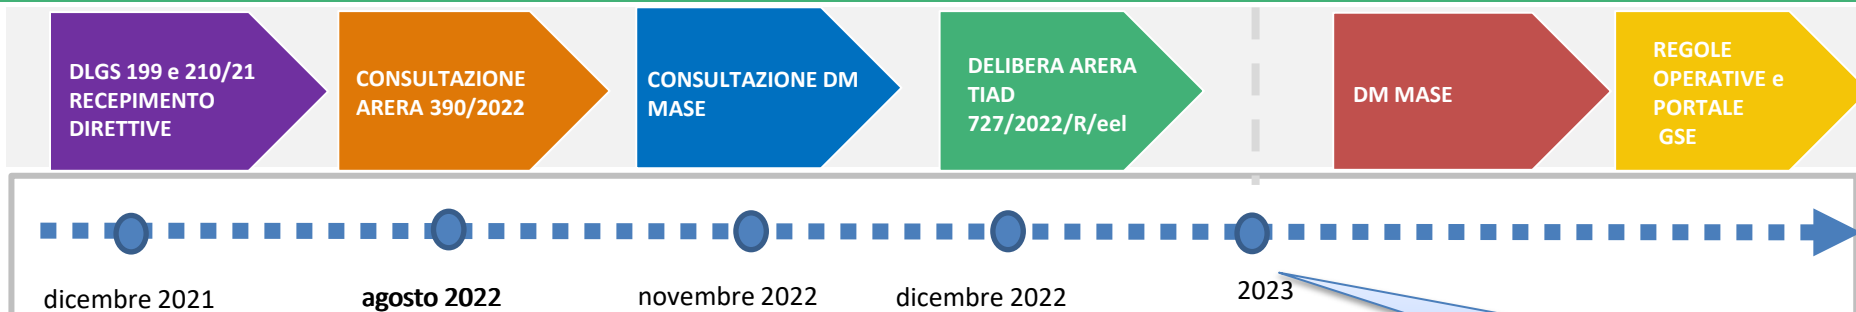 DLGS 199 e 210/21
RECEPIMENTO
DIRETTIVE
CONSULTAZIONE
ARERA 390/2022
CONSULTAZIONE DM
MASE
DELIBERA ARERA
TIAD
727/2022/R/eel
DM MASE
REGOLE
OPERATIVE e
PORTALE
GSE
dicembre 2021
agosto 2022
novembre 2022
dicembre 2022
2023